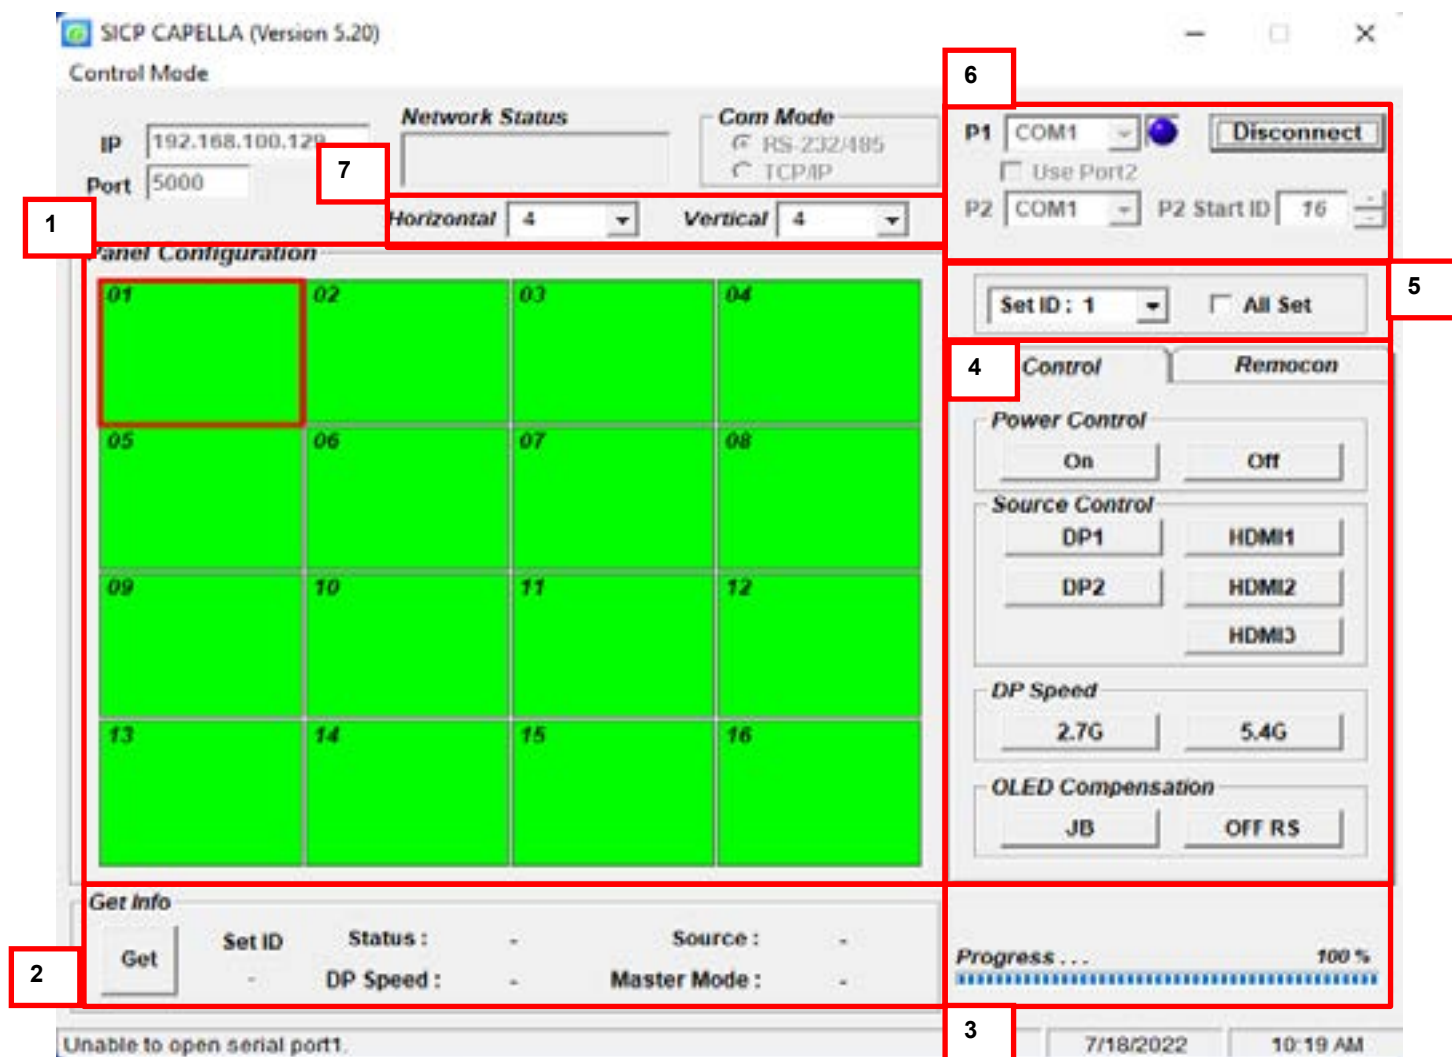 SICP CAPELLA (Version 5.20)
Control Mode
6
IP 192.168.100.129
Port 5000
7
Network Status
Com Mode
RS-232/485
TCP/IP
P1 COM1 Disconnect
Use Port2
P2 COM1 P2 Start ID 16
1
Horizontal 4 Vertical 4
Panel Configuration
01 02 03 04
05 06 07 08
09 10 11 12
13 14 15 16
Set ID : 1 All Set
5
4
Control Remocon
Power Control
On Off
Source Control
DP1 HDMI1
DP2 HDMI2
HDMI3
DP Speed
2.7G 5.4G
OLED Compensation
JB OFF RS
Get Info
Get Set ID - Status : - Source : -
DP Speed : - Master Mode : -
2
Progress . . . 100 %
3
Unable to open serial port1. 7/18/2022 10:19 AM